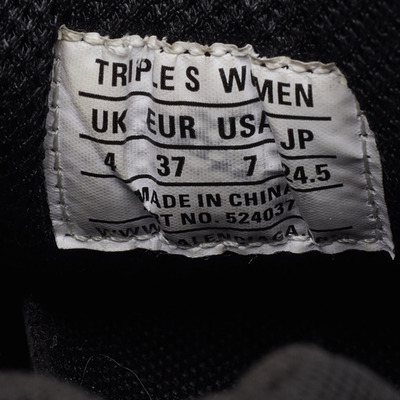 TRIPLE S WOMEN
UK EUR USA JP
4 37 7 24.5
MADE IN CHINA
ART NO. 524037